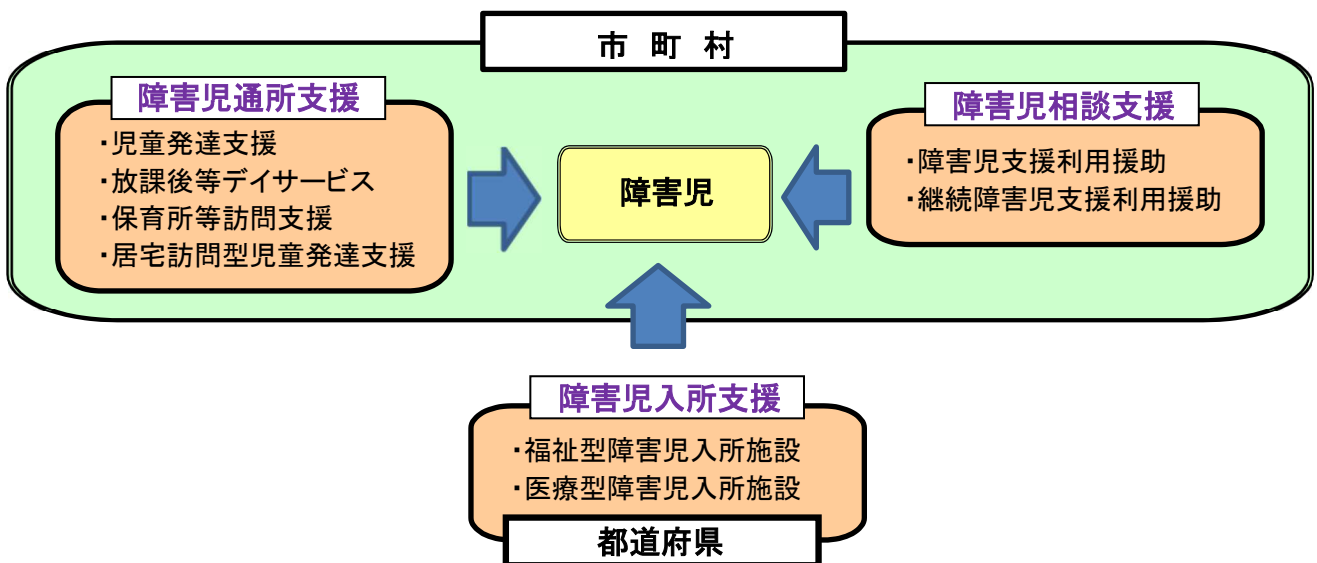 市 町 村
障害児通所支援
・児童発達支援
・放課後等デイサービス
・保育所等訪問支援
・居宅訪問型児童発達支援
障害児
障害児相談支援
・障害児支援利用援助
・継続障害児支援利用援助
障害児入所支援
・福祉型障害児入所施設
・医療型障害児入所施設
都道府県